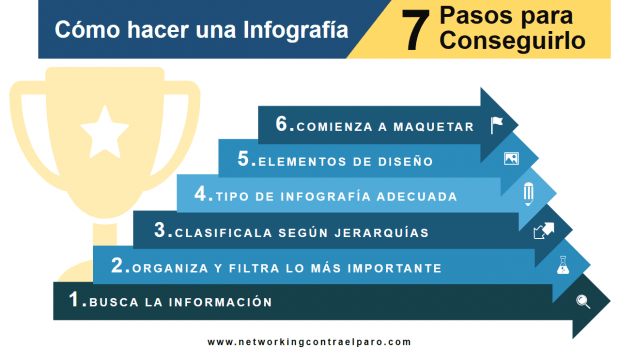 Cómo hacer una Infografía
7 Pasos para
Conseguirlo
6.COMIENZA A MAQUETAR
5.ELEMENTOS DE DISEÑO
4.TIPO DE INFOGRAFÍA ADECUADA
3.CLASIFICALA SEGÚN JERARQUÍAS
2.ORGANIZA Y FILTRA LO MÁS IMPORTANTE
1.BUSCA LA INFORMACIÓN
www.networkingcontraelparo.com